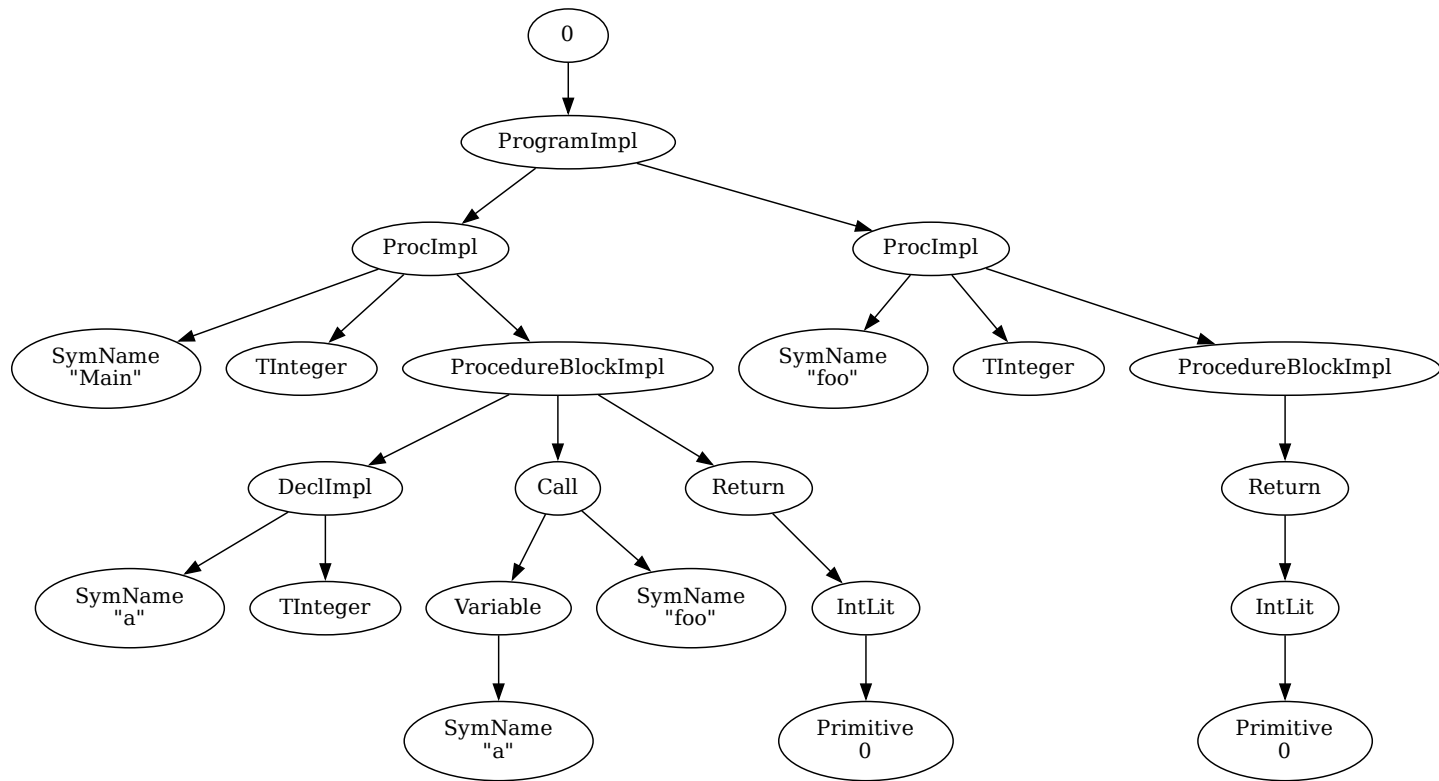 0
ProgramImpl
ProcImpl
ProcImpl
SymName
"Main"
TInteger
ProcedureBlockImpl
SymName
"foo"
TInteger
ProcedureBlockImpl
DeclImpl
Call
Return
Return
SymName
"a"
TInteger
Variable
SymName
"foo"
IntLit
IntLit
SymName
"a"
Primitive
0
Primitive
0